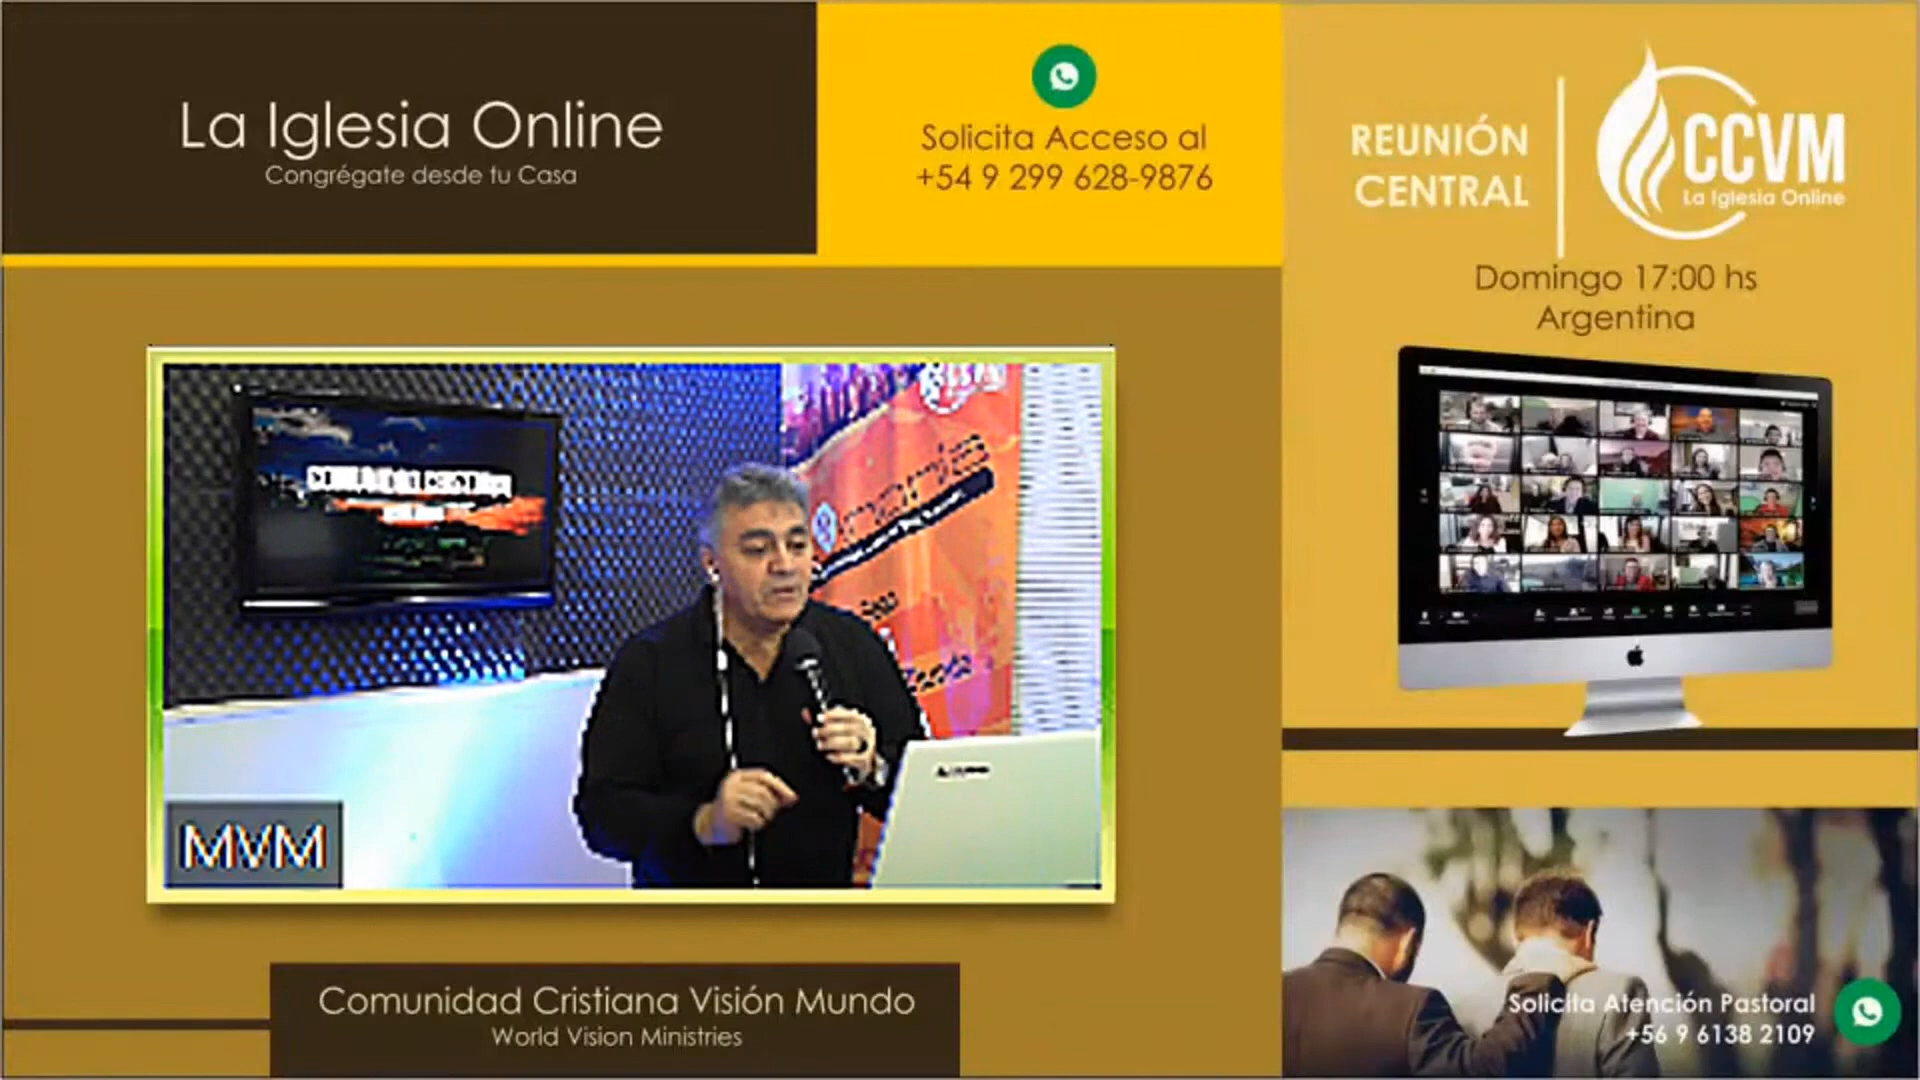 La Iglesia Online
Congrégate desde tu Casa
Solicita Acceso al
+54 9 299 628-9876
REUNIÓN
CENTRAL
CCVM
La Iglesia Online
Domingo 17:00 hs
Argentina
MVM
Comunidad Cristiana Visión Mundo
World Vision Ministries
Solicita Atención Pastoral
+56 9 6138 2109